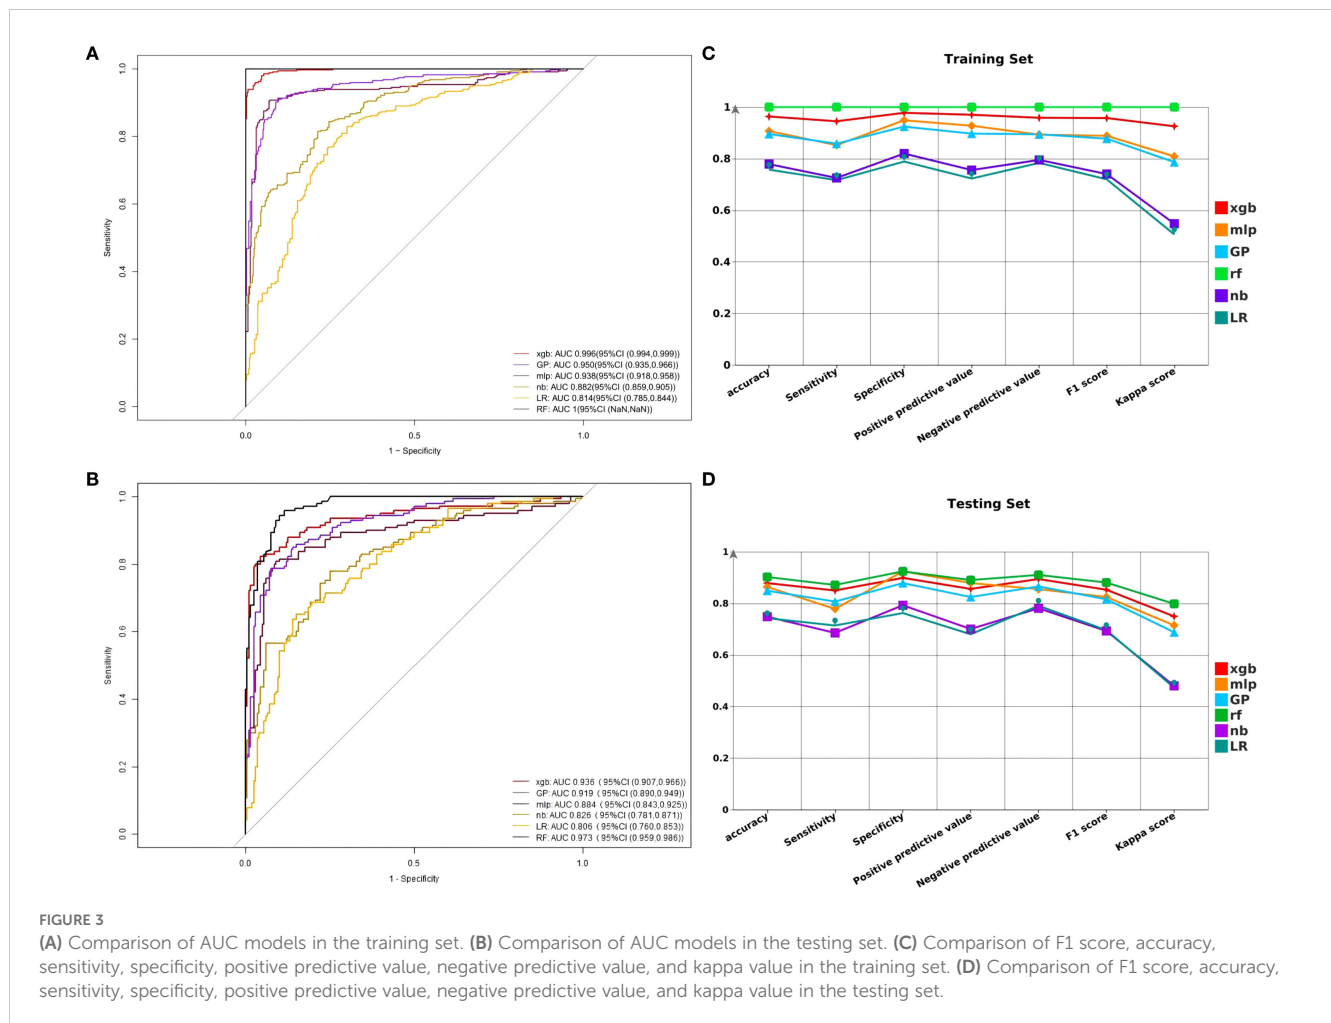 A
1.0
0.8
0.6
0.4
0.2
0.0
Sensitivity
xgb: AUC 0.996(95%CI (0.994,0.999))
GP: AUC 0.950(95%CI (0.935,0.966))
mlp: AUC 0.938(95%CI (0.918,0.958))
nb: AUC 0.882(95%CI (0.859,0.905))
LR: AUC 0.814(95%CI (0.785,0.844))
RF: AUC 1(95%CI (NaN,NaN))
0.0 0.5 1.0
1 − Specificity
C
Training Set
1
0.8
0.6
0.4
0.2
0
accuracy
Sensitivity
Specificity
Positive predictive value
Negative predictive value
F1 score
Kappa score
xgb
mlp
GP
rf
nb
LR
B
1.0
0.8
0.6
0.4
0.2
0.0
Sensitivity
xgb: AUC 0.936 ( 95%CI (0.907,0.966))
GP: AUC 0.919 ( 95%CI (0.890,0.949))
mlp: AUC 0.884 ( 95%CI (0.843,0.925))
nb: AUC 0.826 ( 95%CI (0.781,0.871))
LR: AUC 0.806 ( 95%CI (0.760,0.853))
RF: AUC 0.973 ( 95%CI (0.959,0.986))
0.0 0.5 1.0
1 - Specificity
D
Testing Set
1
0.8
0.6
0.4
0.2
0
accuracy
Sensitivity
Specificity
Positive predictive value
Negative predictive value
F1 score
Kappa score
xgb
mlp
GP
rf
nb
LR
FIGURE 3
(A) Comparison of AUC models in the training set. (B) Comparison of AUC models in the testing set. (C) Comparison of F1 score, accuracy,
sensitivity, specificity, positive predictive value, negative predictive value, and kappa value in the training set. (D) Comparison of F1 score, accuracy,
sensitivity, specificity, positive predictive value, negative predictive value, and kappa value in the testing set.